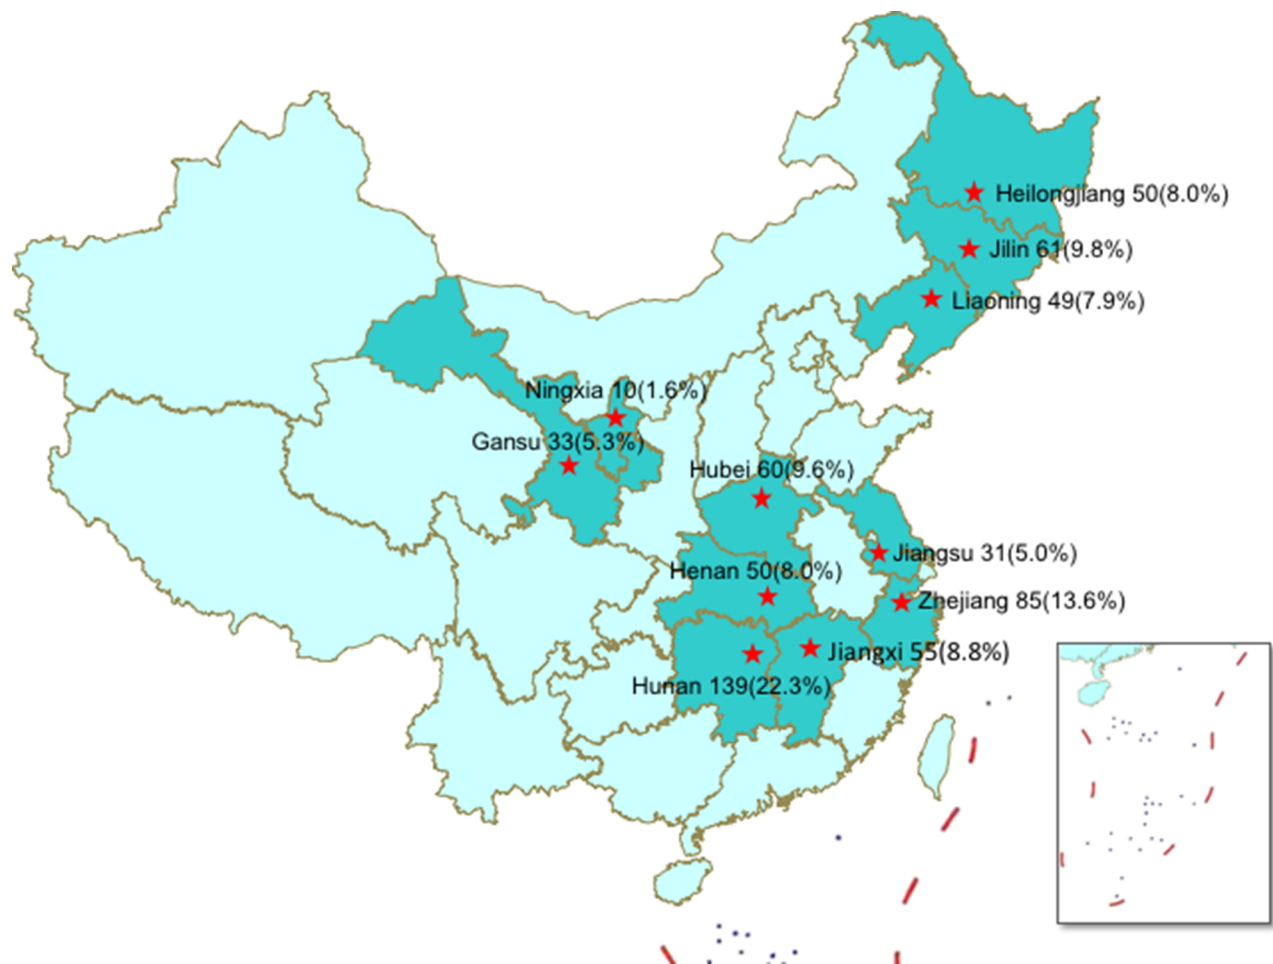 Heilongjiang 50(8.0%)
Jilin 61(9.8%)
Liaoning 49(7.9%)
Ningxia 10(1.6%)
Gansu 33(5.3%)
Hubei 60(9.6%)
Jiangsu 31(5.0%)
Henan 50(8.0%)
Zhejiang 85(13.6%)
Jiangxi 55(8.8%)
Hunan 139(22.3%)